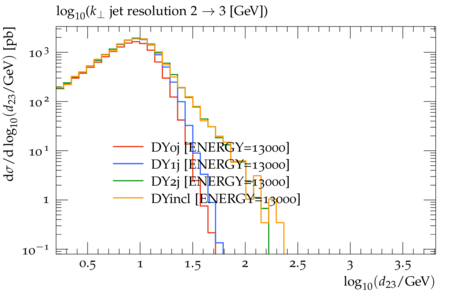 log₁₀(k⊥ jet resolution 2 → 3 [GeV])
dσ/d log₁₀(d₂₃/GeV) [pb]
10³
10²
10¹
1
10⁻¹
DY0j [ENERGY=13000]
DY1j [ENERGY=13000]
DY2j [ENERGY=13000]
DYincl [ENERGY=13000]
0.5 1 1.5 2 2.5 3 3.5
log₁₀(d₂₃/GeV)